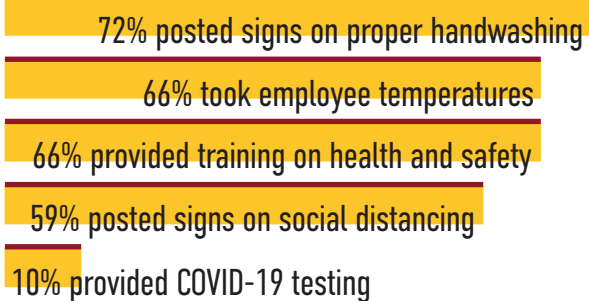 72% posted signs on proper handwashing
66% took employee temperatures
66% provided training on health and safety
59% posted signs on social distancing
10% provided COVID-19 testing